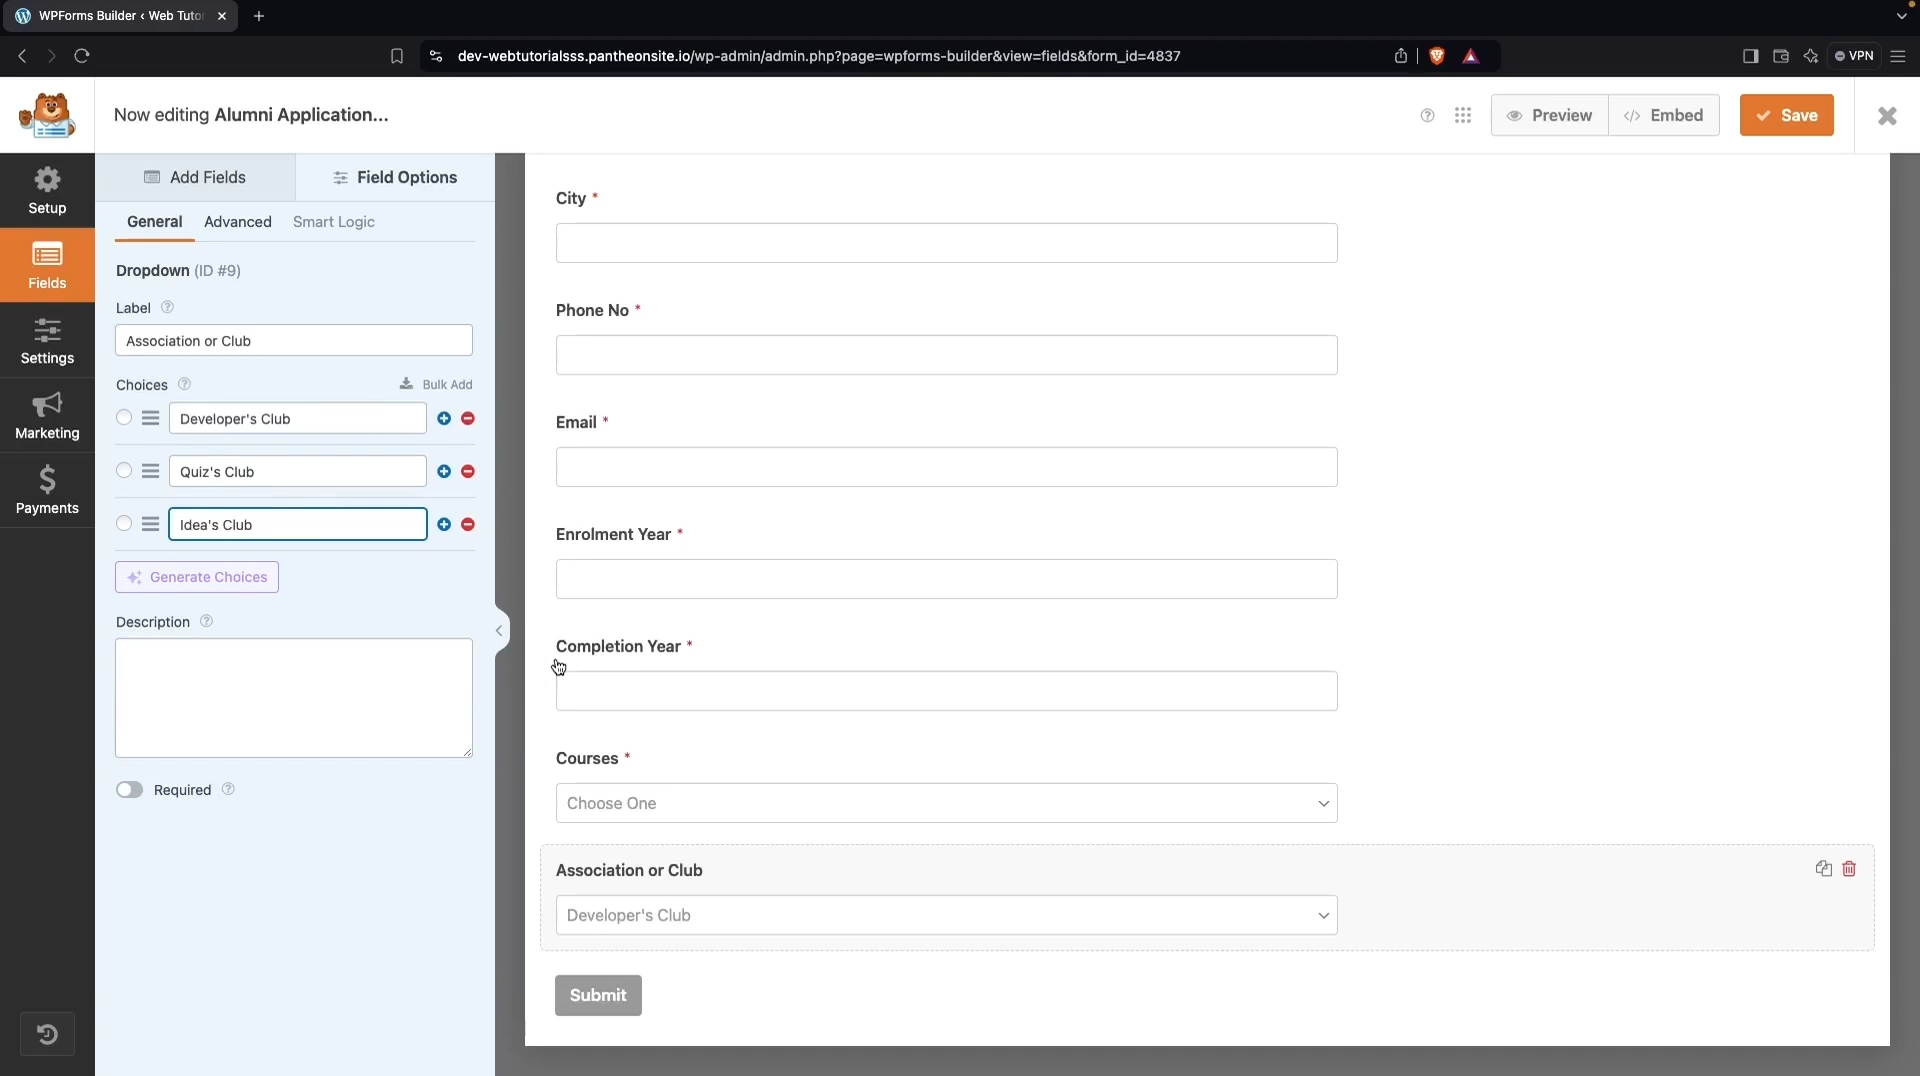 WPForms Builder ‹ Web Tutor
dev-webtutorialsss.pantheonsite.io/wp-admin/admin.php?page=wpforms-builder&view=fields&form_id=4837
VPN
Now editing Alumni Application...
Preview
Embed
Save
Setup
Fields
Settings
Marketing
Payments
Add Fields
Field Options
General
Advanced
Smart Logic
Dropdown (ID #9)
Label
Association or Club
Choices
Bulk Add
Developer's Club
Quiz's Club
Idea's Club
Generate Choices
Description
Required
City *
Phone No *
Email *
Enrolment Year *
Completion Year *
Courses *
Choose One
Association or Club
Developer's Club
Submit